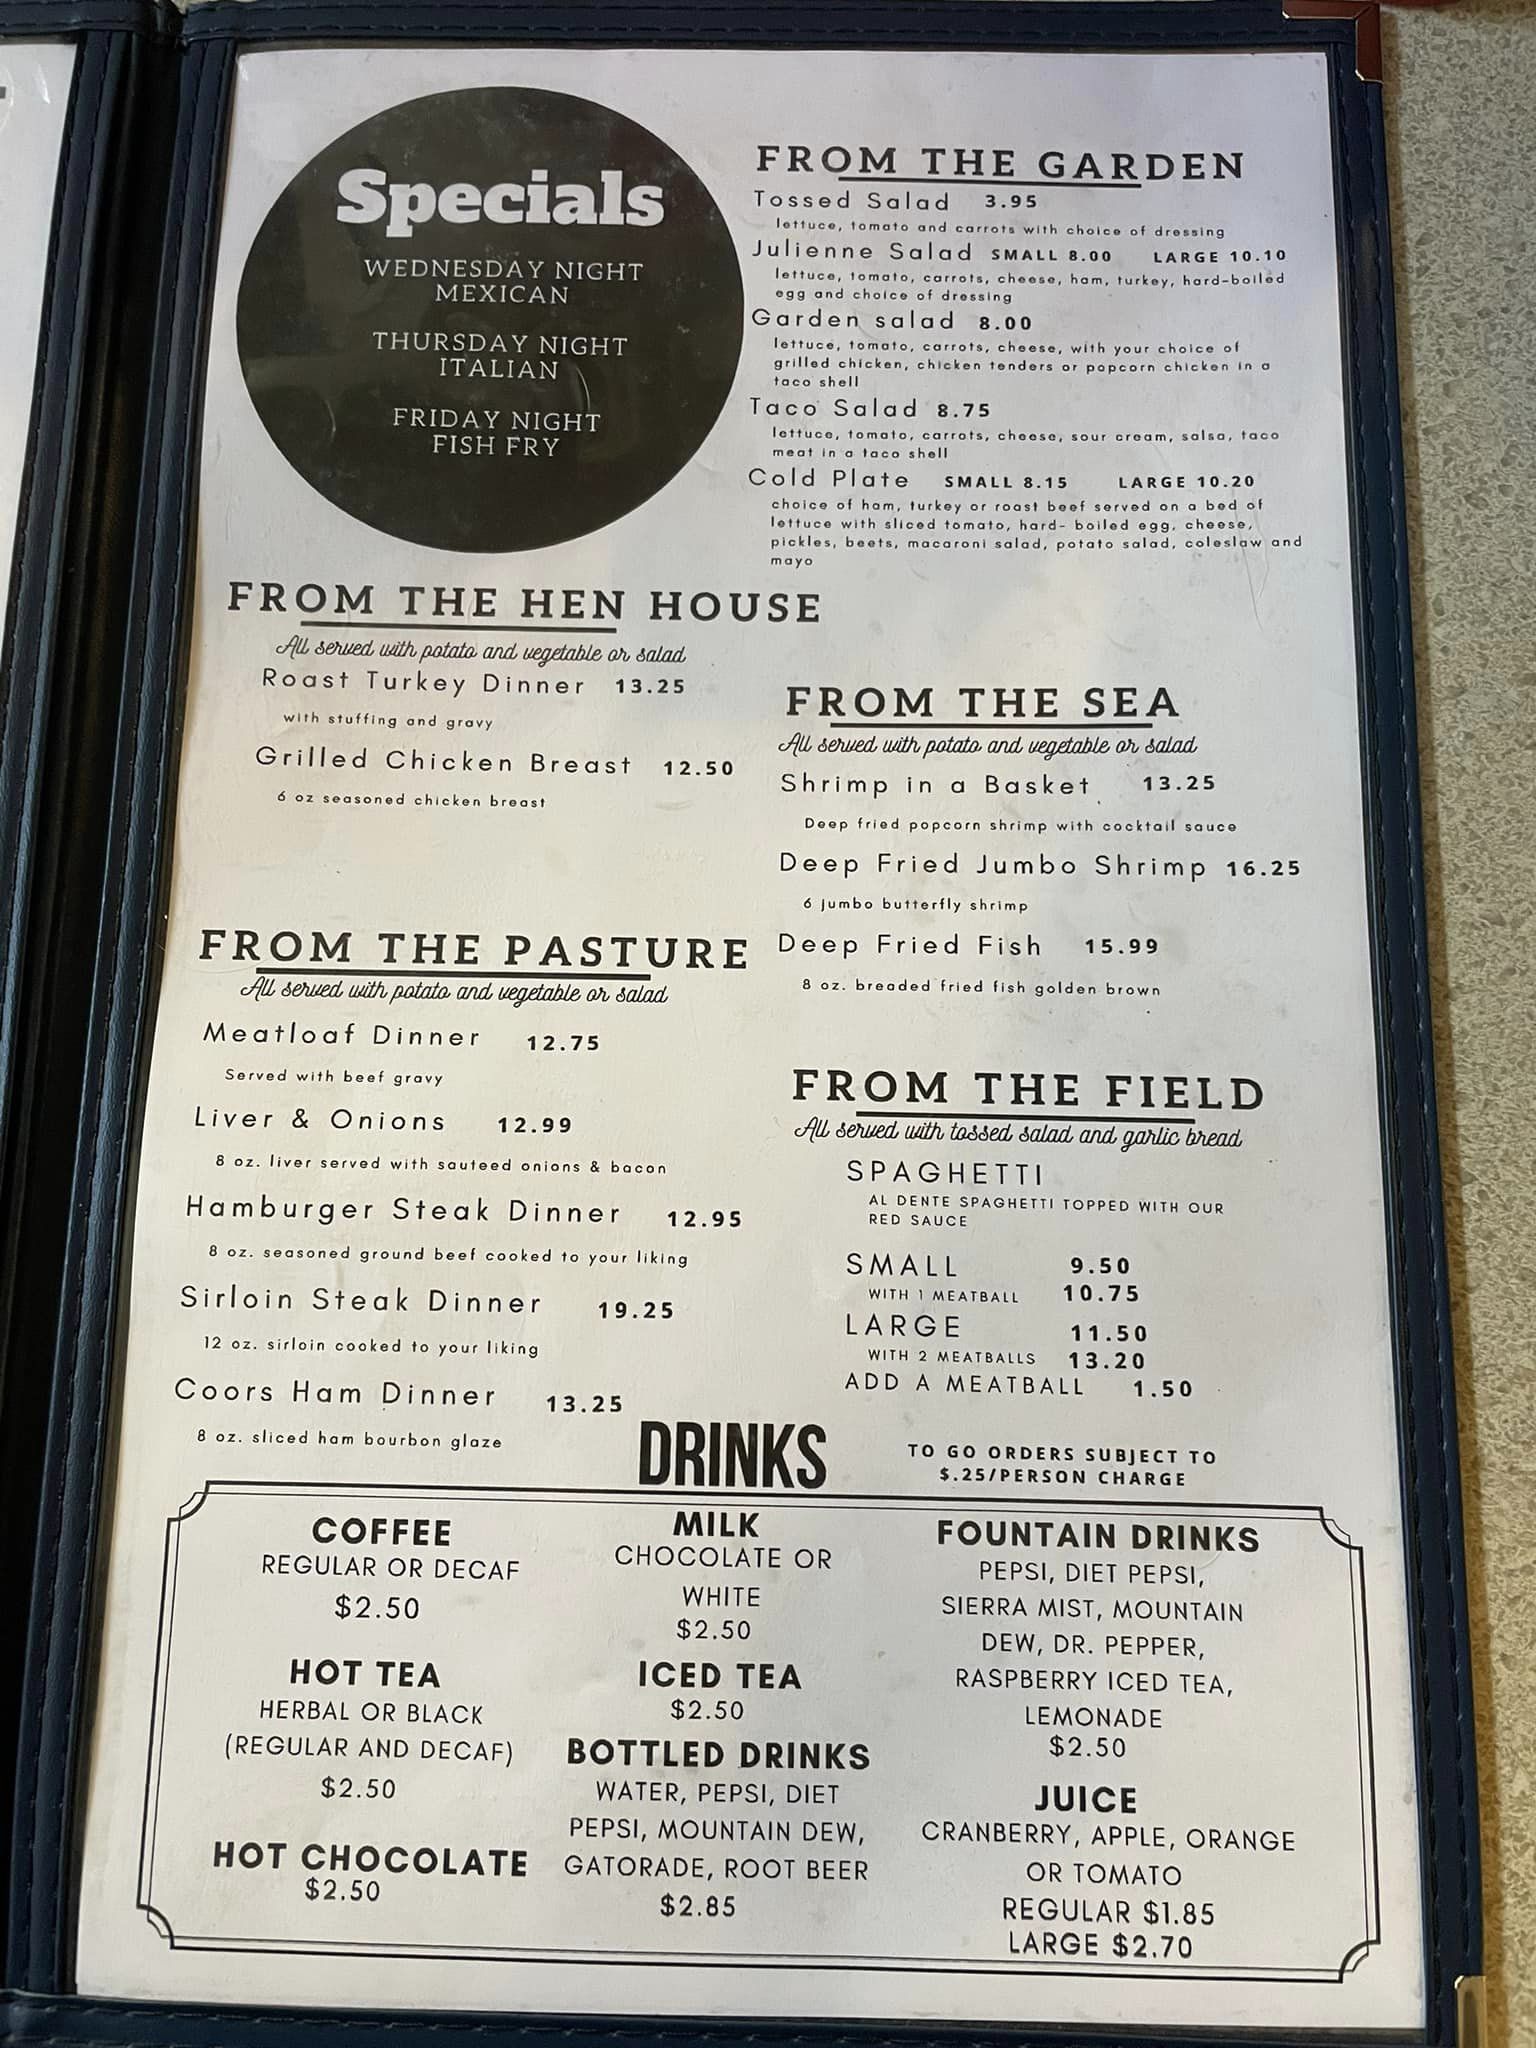 Specials
WEDNESDAY NIGHT
MEXICAN
THURSDAY NIGHT
ITALIAN
FRIDAY NIGHT
FISH FRY
FROM THE GARDEN
Tossed Salad 3.95
lettuce, tomato and carrots with choice of dressing
Julienne Salad SMALL 8.00 LARGE 10.10
lettuce, tomato, carrots, cheese, ham, turkey, hard-boiled
egg and choice of dressing
Garden salad 8.00
lettuce, tomato, carrots, cheese, with your choice of
grilled chicken, chicken tenders or popcorn chicken in a
taco shell
Taco Salad 8.75
lettuce, tomato, carrots, cheese, sour cream, salsa, taco
meat in a taco shell
Cold Plate SMALL 8.15 LARGE 10.20
choice of ham, turkey or roast beef served on a bed of
lettuce with sliced tomato, hard- boiled egg, cheese,
pickles, beets, macaroni salad, potato salad, coleslaw and
mayo
FROM THE HEN HOUSE
All served with potato and vegetable or salad
Roast Turkey Dinner 13.25
with stuffing and gravy
Grilled Chicken Breast 12.50
6 oz seasoned chicken breast
FROM THE SEA
All served with potato and vegetable or salad
Shrimp in a Basket 13.25
Deep fried popcorn shrimp with cocktail sauce
Deep Fried Jumbo Shrimp 16.25
6 jumbo butterfly shrimp
Deep Fried Fish 15.99
8 oz. breaded fried fish golden brown
FROM THE PASTURE
All served with potato and vegetable or salad
Meatloaf Dinner 12.75
Served with beef gravy
Liver & Onions 12.99
8 oz. liver served with sauteed onions & bacon
Hamburger Steak Dinner 12.95
8 oz. seasoned ground beef cooked to your liking
Sirloin Steak Dinner 19.25
12 oz. sirloin cooked to your liking
Coors Ham Dinner 13.25
8 oz. sliced ham bourbon glaze
FROM THE FIELD
All served with tossed salad and garlic bread
SPAGHETTI
AL DENTE SPAGHETTI TOPPED WITH OUR
RED SAUCE
SMALL 9.50
WITH 1 MEATBALL 10.75
LARGE 11.50
WITH 2 MEATBALLS 13.20
ADD A MEATBALL 1.50
TO GO ORDERS SUBJECT TO
$.25/PERSON CHARGE
DRINKS
COFFEE
REGULAR OR DECAF
$2.50
HOT TEA
HERBAL OR BLACK
(REGULAR AND DECAF)
$2.50
HOT CHOCOLATE
$2.50
MILK
CHOCOLATE OR
WHITE
$2.50
ICED TEA
$2.50
BOTTLED DRINKS
WATER, PEPSI, DIET
PEPSI, MOUNTAIN DEW,
GATORADE, ROOT BEER
$2.85
FOUNTAIN DRINKS
PEPSI, DIET PEPSI,
SIERRA MIST, MOUNTAIN
DEW, DR. PEPPER,
RASPBERRY ICED TEA,
LEMONADE
$2.50
JUICE
CRANBERRY, APPLE, ORANGE
OR TOMATO
REGULAR $1.85
LARGE $2.70